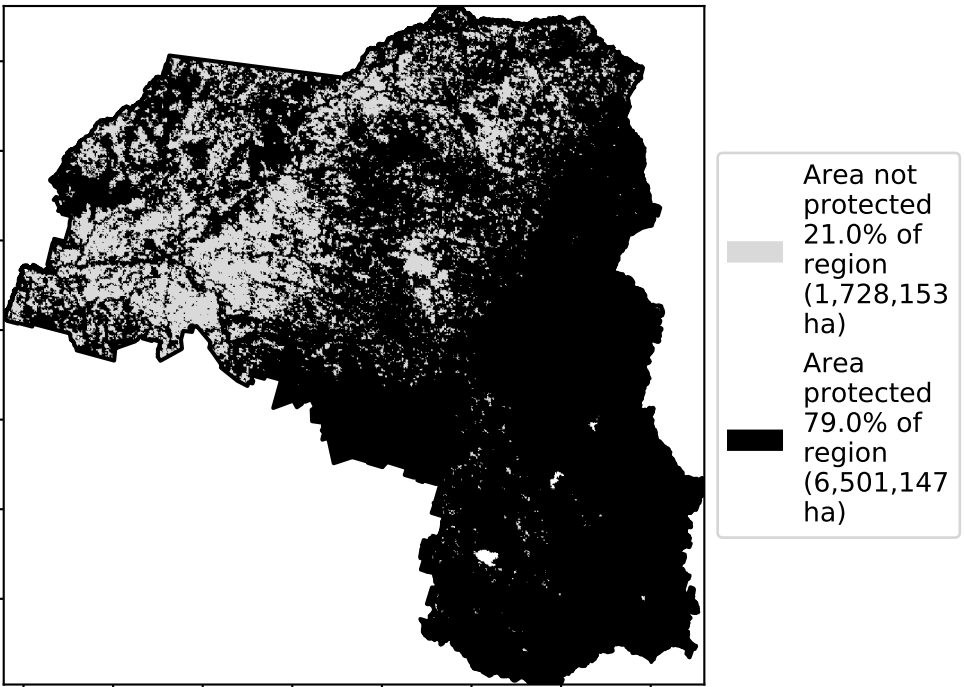 Area not
protected
21.0% of
region
(1,728,153
ha)
Area
protected
79.0% of
region
(6,501,147
ha)